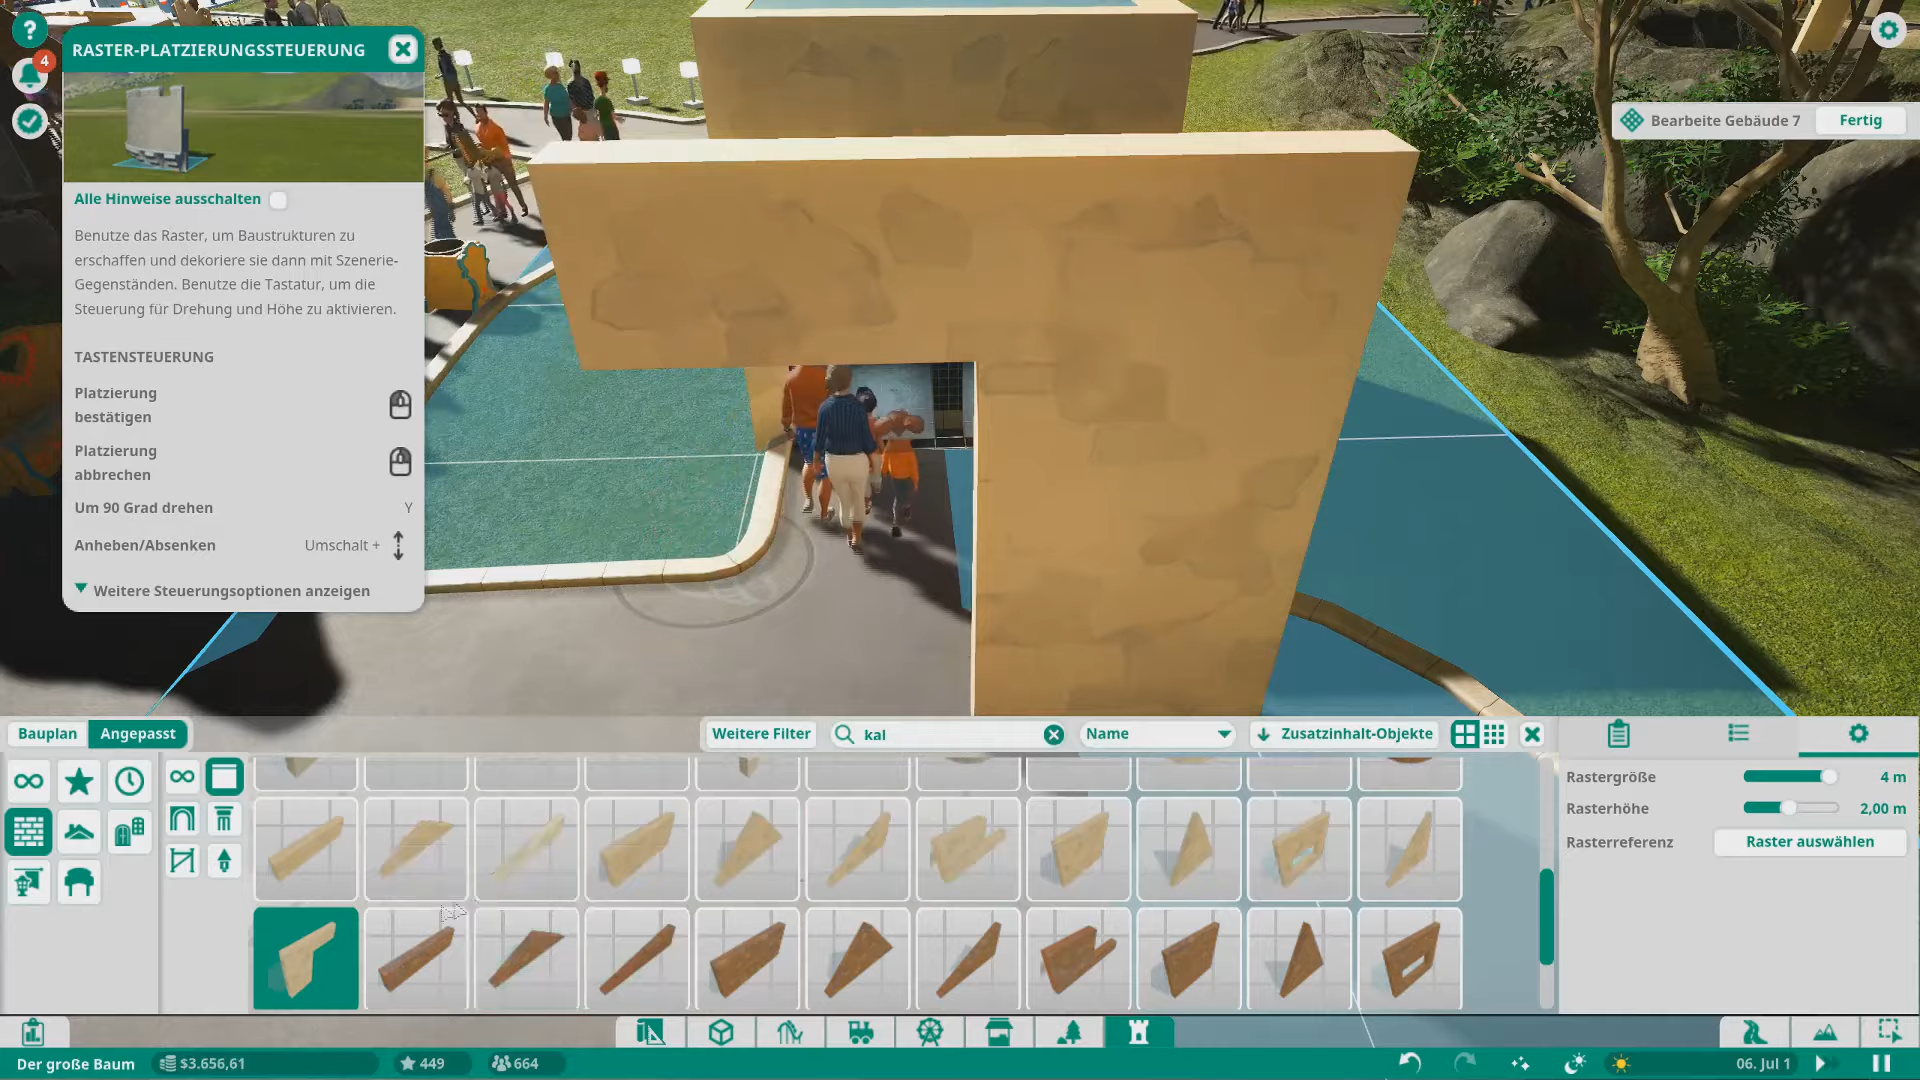 ?
4
RASTER-PLATZIERUNGSSTEUERUNG
Alle Hinweise ausschalten
Benutze das Raster, um Baustrukturen zu
erschaffen und dekoriere sie dann mit Szenerie-
Gegenständen. Benutze die Tastatur, um die
Steuerung für Drehung und Höhe zu aktivieren.
TASTENSTEUERUNG
Platzierung
bestätigen
Platzierung
abbrechen
Um 90 Grad drehen Y
Anheben/Absenken Umschalt +
Weitere Steuerungsoptionen anzeigen
Bearbeite Gebäude 7 Fertig
Bauplan Angepasst
Weitere Filter kal Name Zusatzinhalt-Objekte
Rastergröße 4 m
Rasterhöhe 2,00 m
Rasterreferenz Raster auswählen
Der große Baum $3.656,61 449 664 06. Jul 1